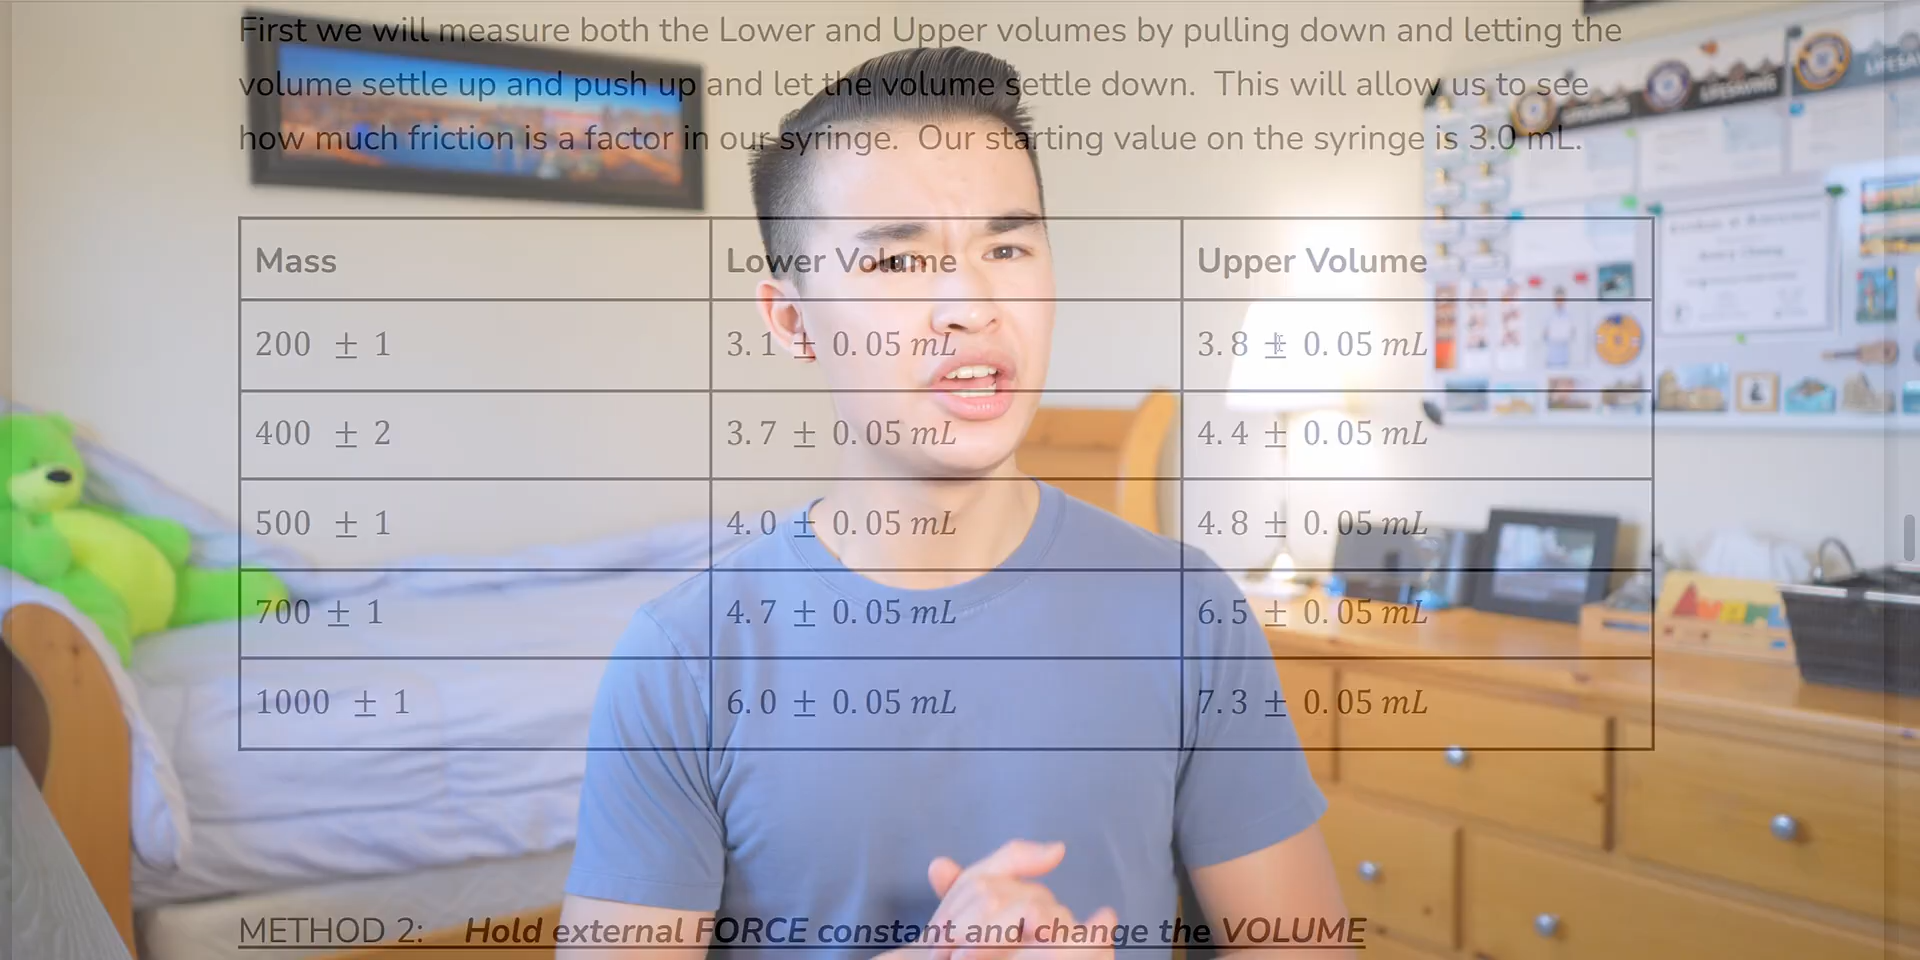 First we will measure both the Lower and Upper volumes by pulling down and letting the
volume settle up and push up and let the volume settle down. This will allow us to see
how much friction is a factor in our syringe. Our starting value on the syringe is 3.0 mL.
Mass Lower Volume Upper Volume
200 ± 1 3.1 ± 0.05 mL 3.8 ± 0.05 mL
400 ± 2 3.7 ± 0.05 mL 4.4 ± 0.05 mL
500 ± 1 4.0 ± 0.05 mL 4.8 ± 0.05 mL
700 ± 1 4.7 ± 0.05 mL 6.5 ± 0.05 mL
1000 ± 1 6.0 ± 0.05 mL 7.3 ± 0.05 mL
METHOD 2: Hold external FORCE constant and change the VOLUME
LIFESAVING